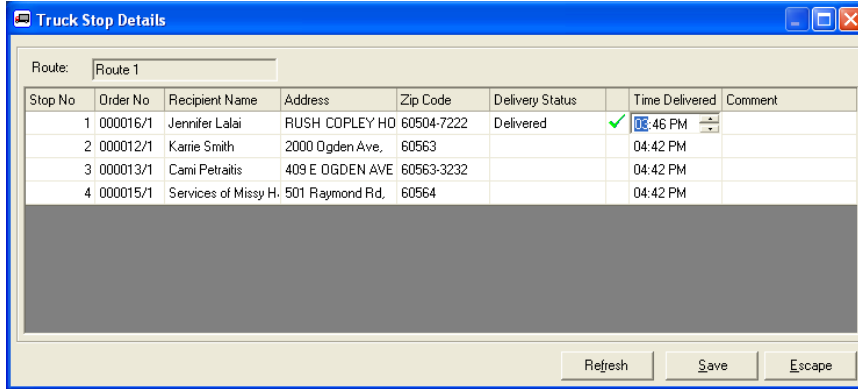 Truck Stop Details
Route: Route 1
Stop No Order No Recipient Name Address Zip Code Delivery Status Time Delivered Comment
1 000016/1 Jennifer Lalai RUSH COPLEY HO 60504-7222 Delivered 03:46 PM
2 000012/1 Karrie Smith 2000 Ogden Ave, 60563 04:42 PM
3 000013/1 Cami Petraitis 409 E OGDEN AVE 60563-3232 04:42 PM
4 000015/1 Services of Missy H. 501 Raymond Rd, 60564 04:42 PM
Refresh Save Escape